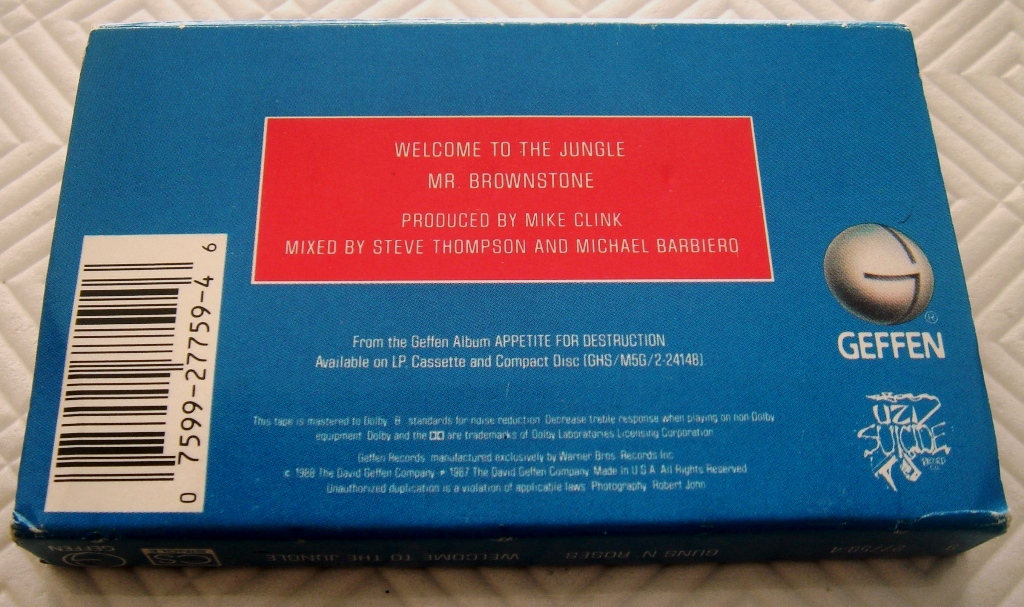 WELCOME TO THE JUNGLE
MR. BROWNSTONE
PRODUCED BY MIKE CLINK
MIXED BY STEVE THOMPSON AND MICHAEL BARBIERO
From the Geffen Album APPETITE FOR DESTRUCTION
Available on LP, Cassette and Compact Disc (GHS/M5G/2-24148)
This tape is mastered to Dolby B standards for noise reduction. Decrease treble response when playing on non Dolby
equipment. Dolby and the are trademarks of Dolby Laboratories Licensing Corporation
Geffen Records, manufactured exclusively by Warner Bros. Records Inc.
© 1988 The David Geffen Company • ℗ 1987 The David Geffen Company Made in U.S.A. All Rights Reserved.
Unauthorized duplication is a violation of applicable laws. Photography: Robert John
0 7599-27759-4 6
®
GEFFEN
UZI
SUICIDE
RECORD
CO.
GUNS N' ROSES
WELCOME TO THE JUNGLE
CS
GEFFEN